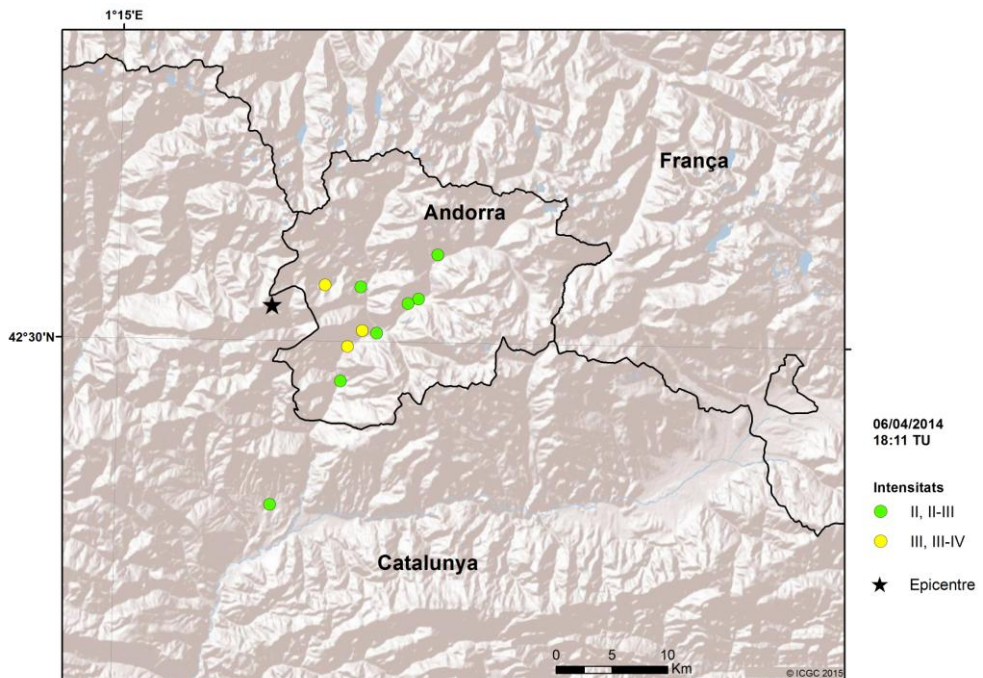 1°15'E
França
Andorra
42°30'N
06/04/2014
18:11 TU
Intensitats
II, II-III
III, III-IV
Catalunya
Epicentre
0 5 10
Km
© ICGC 2015